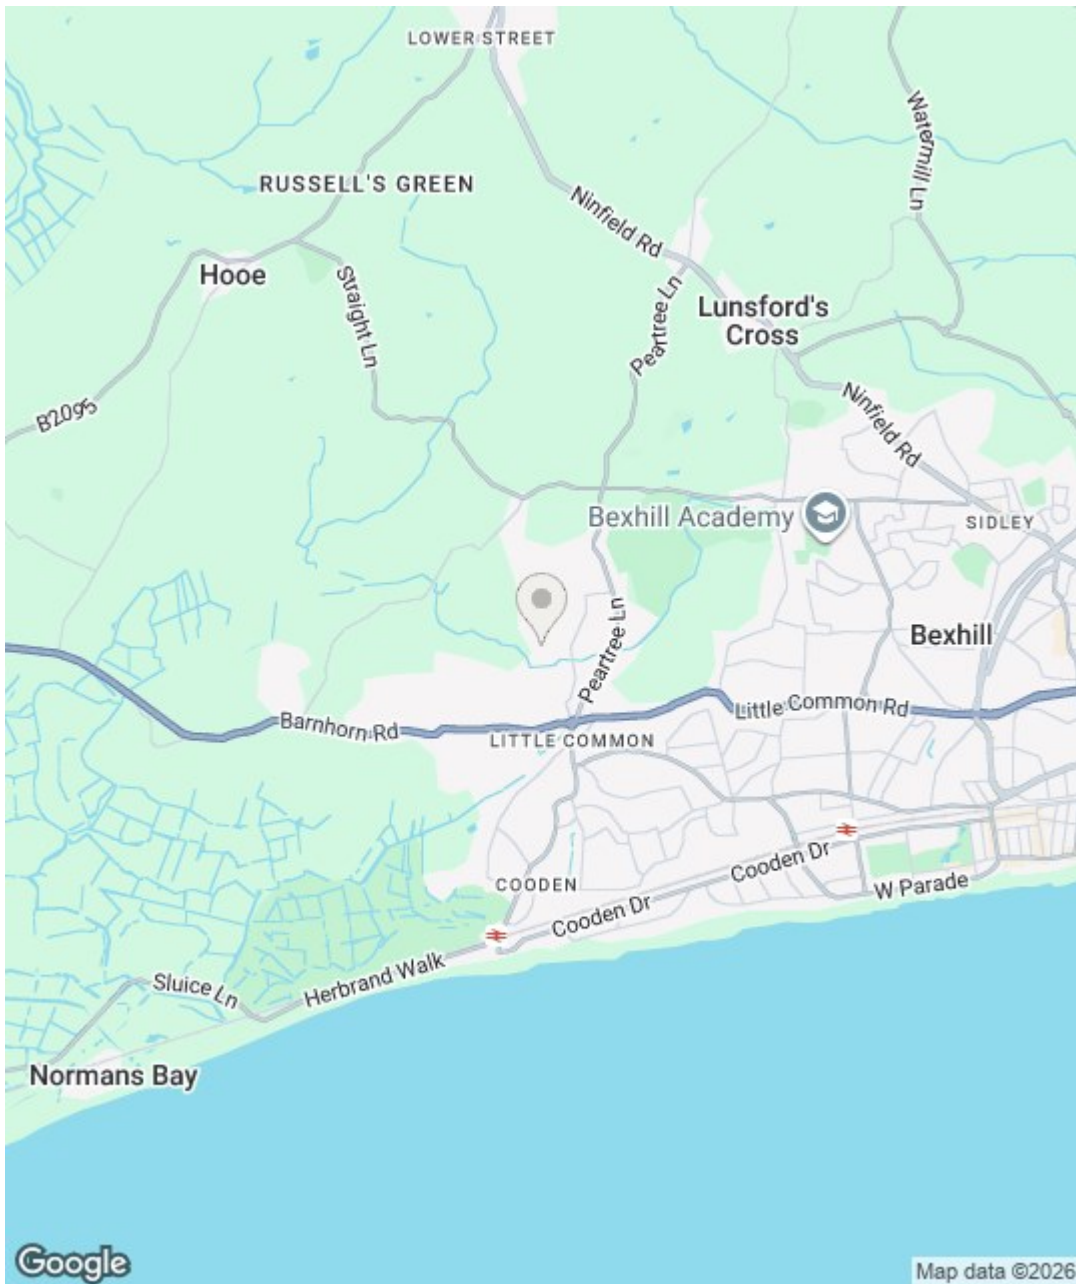 LOWER STREET
Watermill Ln
RUSSELL'S GREEN
Ninfield Rd
Hooe
Straight Ln
Peartree Ln
Lunsford's
Cross
B2095
Ninfield Rd
Bexhill Academy
SIDLEY
Peartree Ln
Bexhill
Barnhorn Rd
Little Common Rd
LITTLE COMMON
Cooden Dr
COODEN
W Parade
Cooden Dr
Herbrand Walk
Sluice Ln
Normans Bay
Google
Map data ©2026